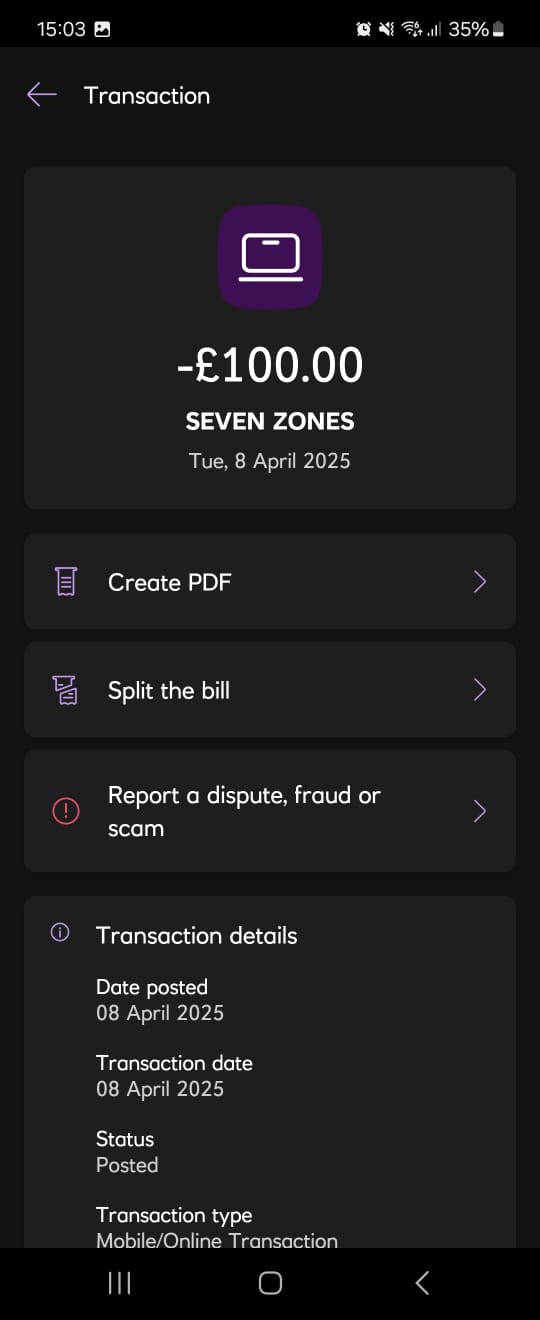 15:03 35%
Transaction
-£100.00
SEVEN ZONES
Tue, 8 April 2025
Create PDF
Split the bill
Report a dispute, fraud or
scam
Transaction details
Date posted
08 April 2025
Transaction date
08 April 2025
Status
Posted
Transaction type
Mobile/Online Transaction